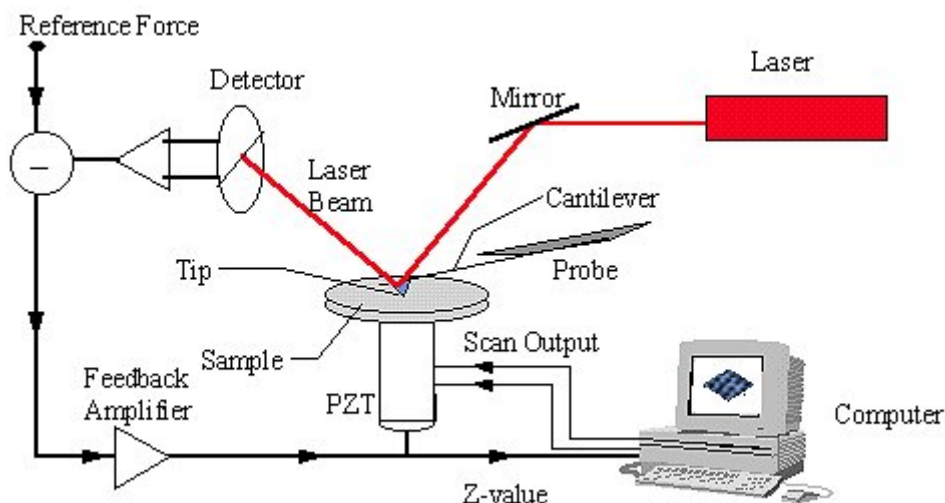 Reference Force
Detector
Laser
Mirror
Laser
Beam
Cantilever
Tip
Probe
Sample
Scan Output
Feedback
Amplifier
PZT
Computer
Z-value